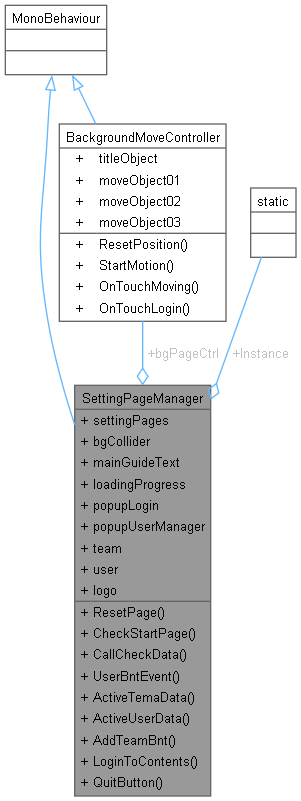 MonoBehaviour
BackgroundMoveController
+ titleObject
+ moveObject01
+ moveObject02
+ moveObject03
+ ResetPosition()
+ StartMotion()
+ OnTouchMoving()
+ OnTouchLogin()
static
+bgPageCtrl
+Instance
SettingPageManager
+ settingPages
+ bgCollider
+ mainGuideText
+ loadingProgress
+ popupLogin
+ popupUserManager
+ team
+ user
+ logo
+ ResetPage()
+ CheckStartPage()
+ CallCheckData()
+ UserBntEvent()
+ ActiveTemaData()
+ ActiveUserData()
+ AddTeamBnt()
+ LoginToContents()
+ QuitButton()